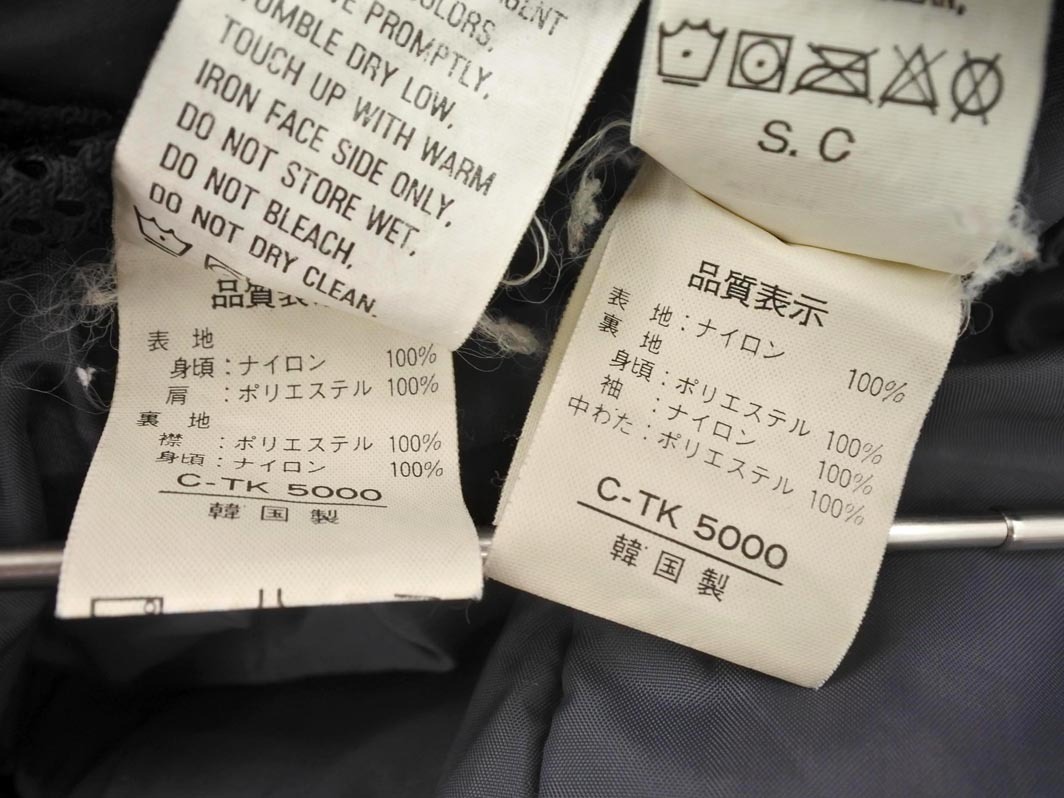 COLORS.
PROMPTLY,
TUMBLE DRY LOW,
TOUCH UP WITH WARM
IRON FACE SIDE ONLY,
DO NOT STORE WET,
DO NOT BLEACH,
DO NOT DRY CLEAN,
品質表
表 地
身頃:ナイロン 100%
肩 :ポリエステル 100%
裏 地
襟 :ポリエステル 100%
身頃:ナイロン 100%
C-TK 5000
韓国製
S. C
品質表示
表 地:ナイロン 100%
裏 地
身頃:ポリエステル 100%
袖 :ナイロン 100%
中わた:ポリエステル 100%
C-TK 5000
韓国製